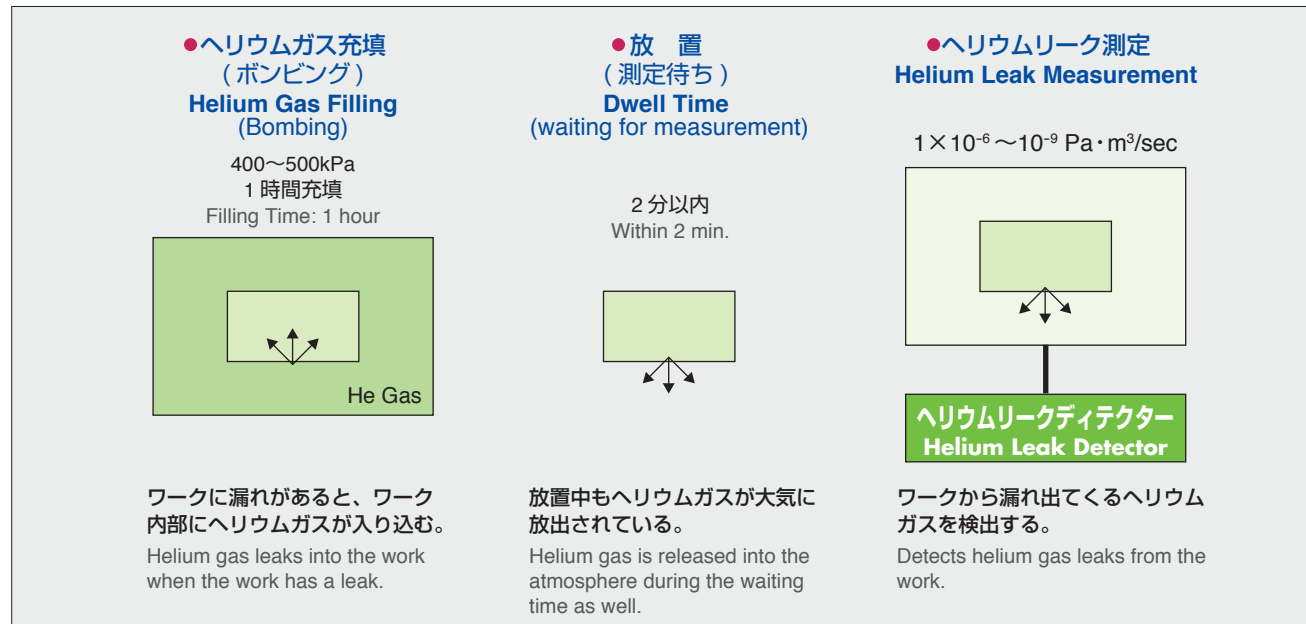 ●ヘリウムガス充填
(ボンビング)
Helium Gas Filling
(Bombing)
400～500kPa
1 時間充填
Filling Time: 1 hour
He Gas
ワークに漏れがあると、ワーク
内部にヘリウムガスが入り込む。
Helium gas leaks into the work
when the work has a leak.
●放　置
(測定待ち)
Dwell Time
(waiting for measurement)
2 分以内
Within 2 min.
放置中もヘリウムガスが大気に
放出されている。
Helium gas is released into the
atmosphere during the waiting
time as well.
●ヘリウムリーク測定
Helium Leak Measurement
1×10⁻⁶～10⁻⁹ Pa･m³/sec
ヘリウムリークディテクター
Helium Leak Detector
ワークから漏れ出てくるヘリウム
ガスを検出する。
Detects helium gas leaks from the
work.